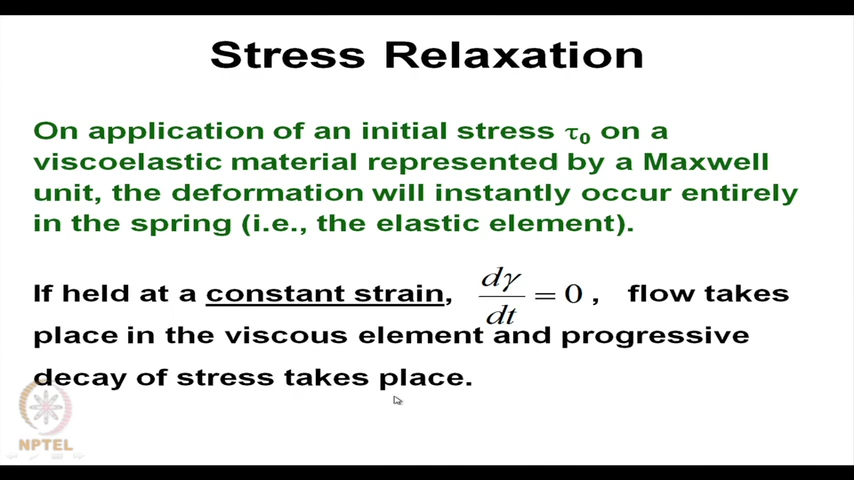 Stress Relaxation
On application of an initial stress τ₀ on a
viscoelastic material represented by a Maxwell
unit, the deformation will instantly occur entirely
in the spring (i.e., the elastic element).
If held at a constant strain, dγ/dt = 0 , flow takes
place in the viscous element and progressive
decay of stress takes place.
NPTEL